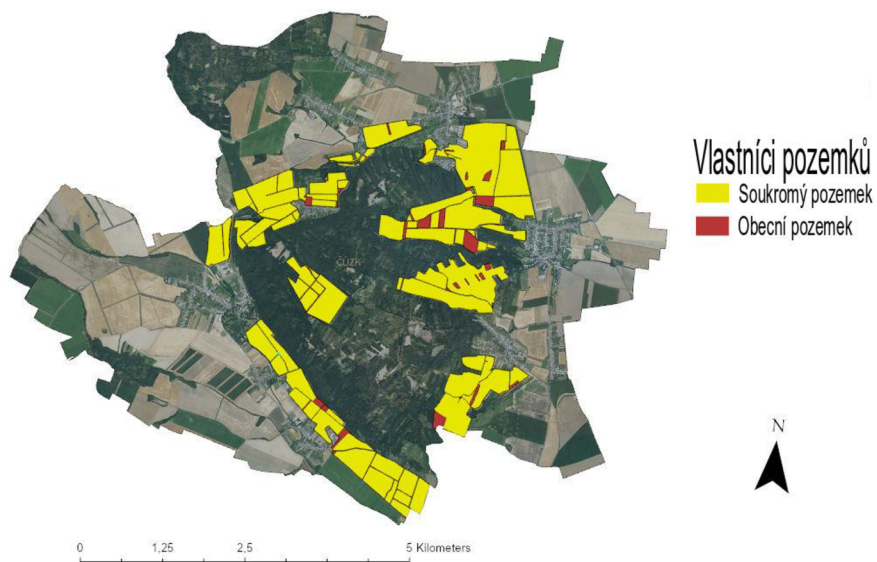 Vlastníci pozemků
Soukromý pozemek
Obecní pozemek
ČÚZK
N
0 1,25 2,5 5 Kilometers